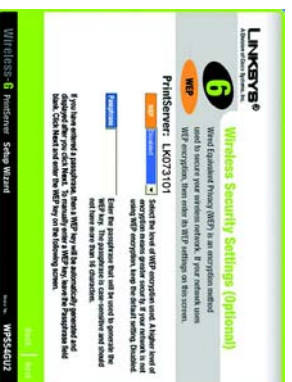 LINKSYS®
A Division of Cisco Systems, Inc.
6
WEP
Wireless Security Settings (Optional)
Wired Equivalent Privacy (WEP) is an encryption method
used to secure your wireless network. If your network uses
WEP encryption, then enter its WEP settings on this screen.
PrintServer: LK073101
WEP
Disabled
Select the level of WEP encryption used. A higher level of
encryption means greater security. If your network is not
using WEP encryption, keep the default setting, Disabled.
Passphrase
Enter the passphrase that will be used to generate the
WEP key. The passphrase is case-sensitive and should
not have more than 16 characters.
If you have entered a passphrase, then a WEP key will be automatically generated and
displayed after you click Next. To manually enter a WEP key, leave the Passphrase field
blank. Click Next and enter the WEP key on the following screen.
Back
Next
Wireless-G PrintServer Setup Wizard
Model No. WPS54GU2